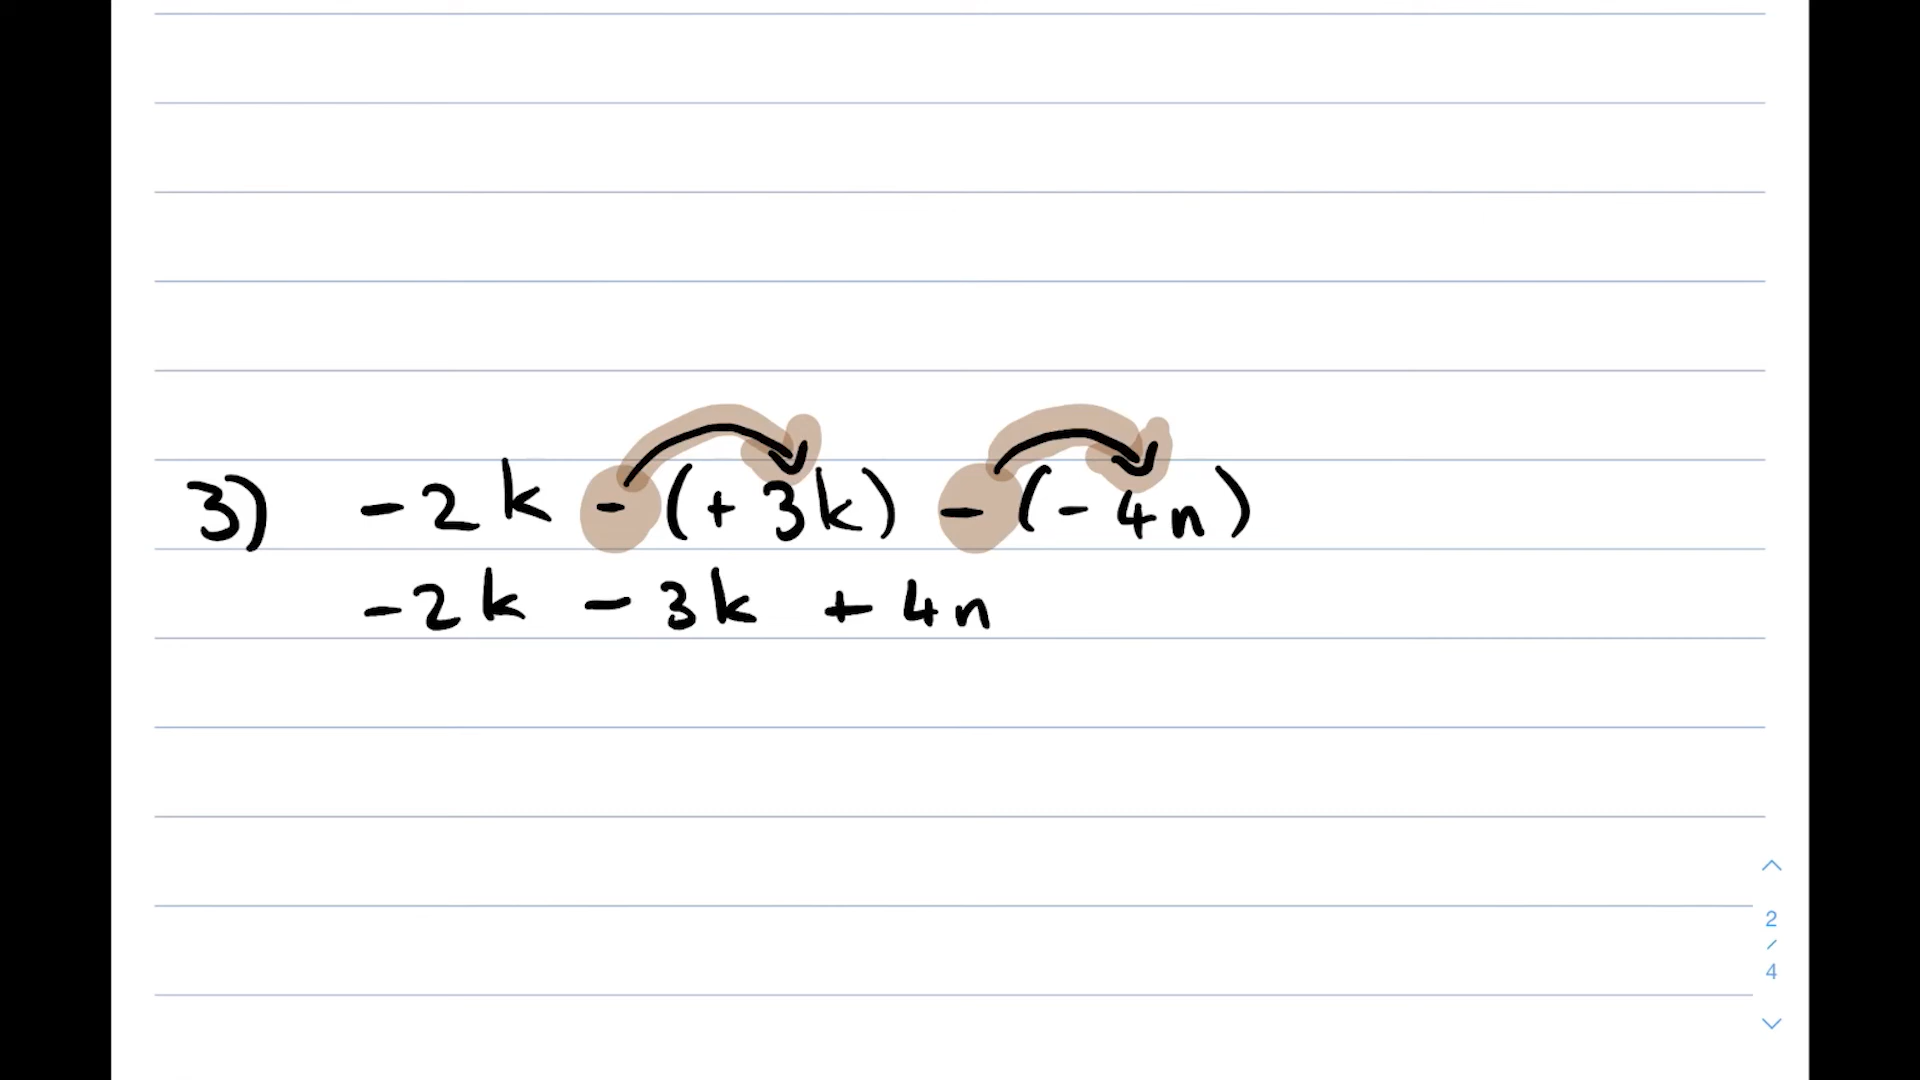 3) -2k - (+3k) - (-4n)
-2k - 3k + 4n
2
/
4